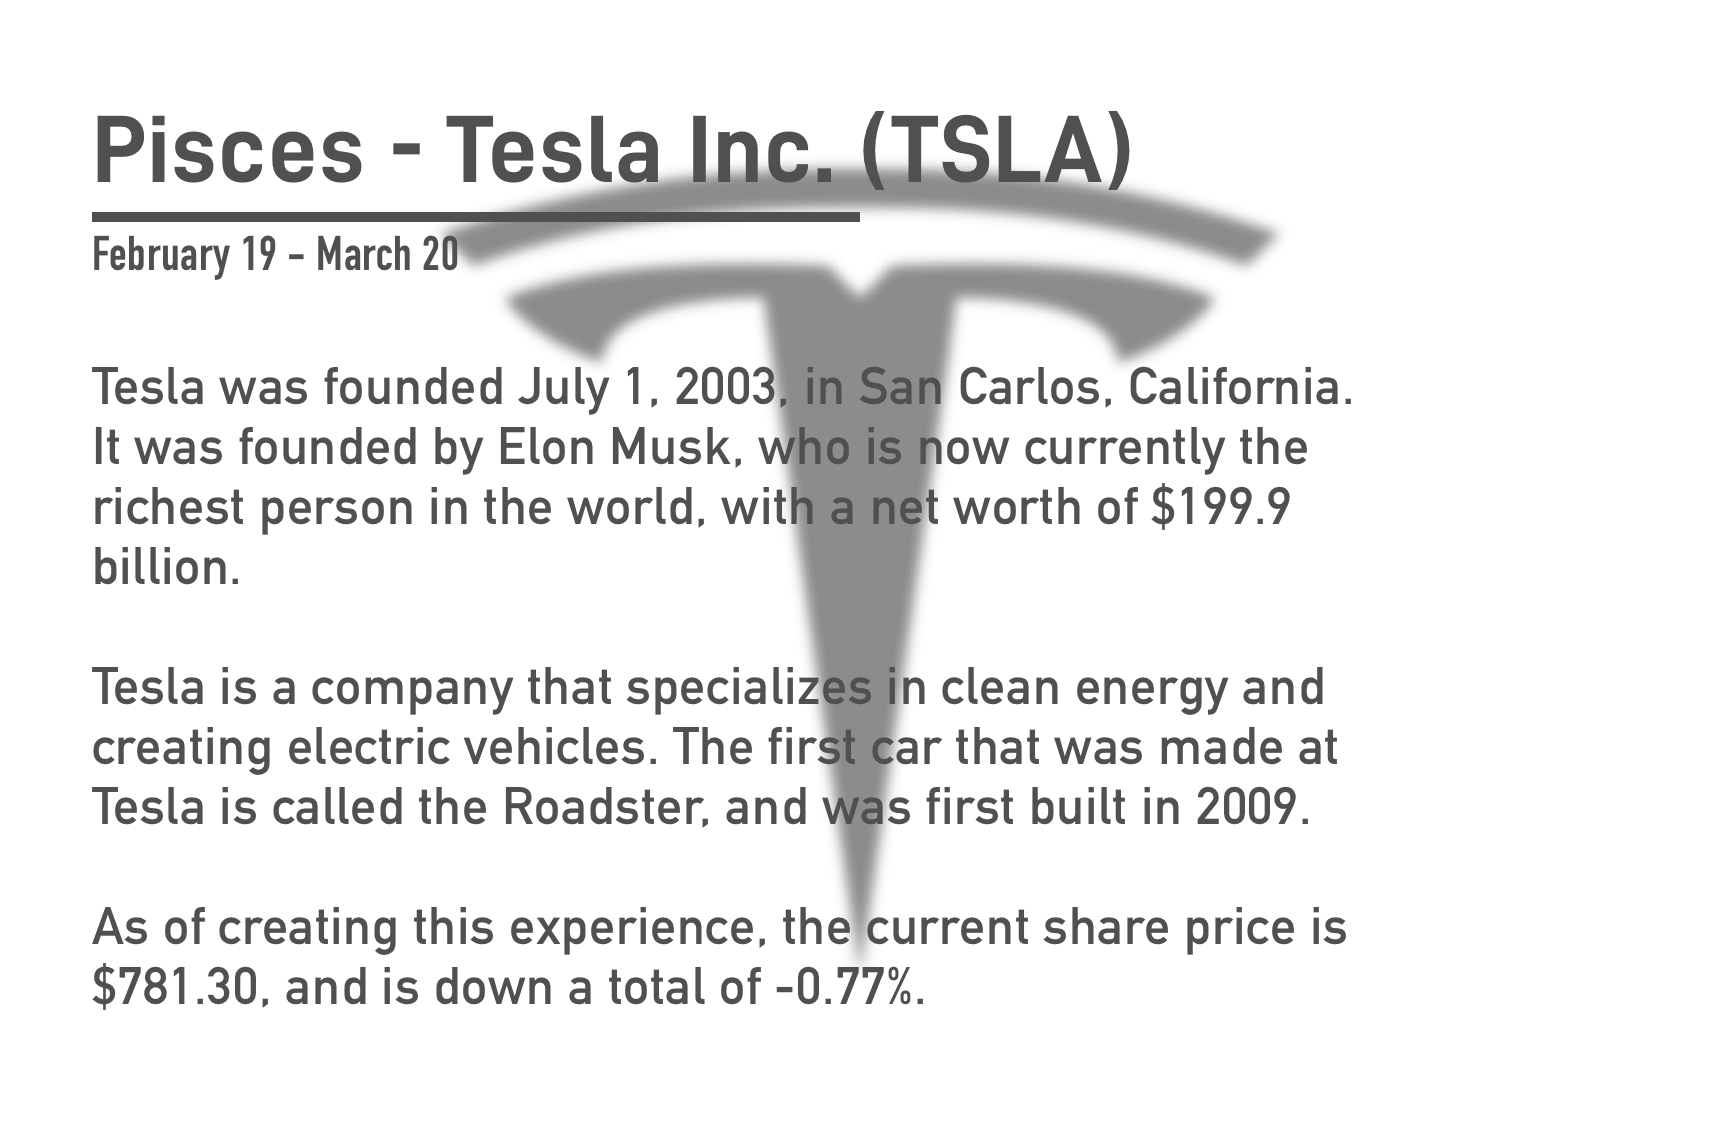 Pisces - Tesla Inc. (TSLA)
February 19 - March 20
Tesla was founded July 1, 2003, in San Carlos, California.
It was founded by Elon Musk, who is now currently the
richest person in the world, with a net worth of $199.9
billion.
Tesla is a company that specializes in clean energy and
creating electric vehicles. The first car that was made at
Tesla is called the Roadster, and was first built in 2009.
As of creating this experience, the current share price is
$781.30, and is down a total of -0.77%.